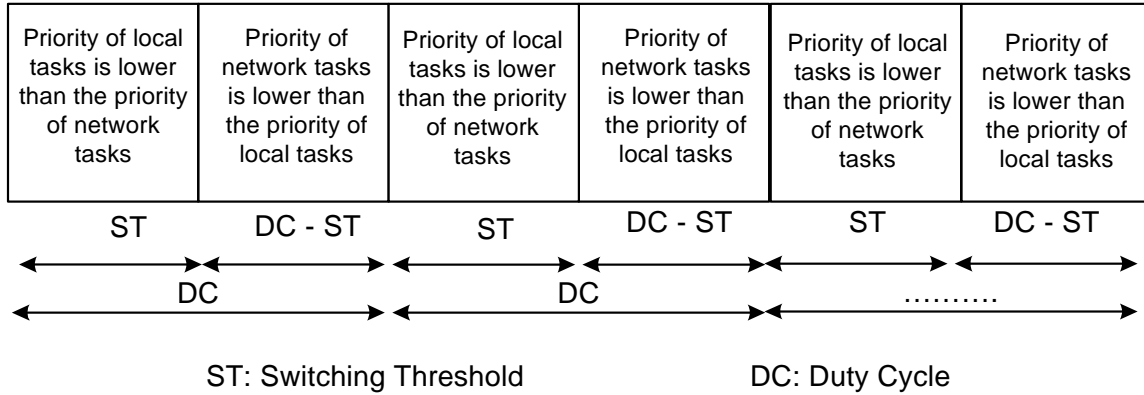 Priority of local
tasks is lower
than the priority
of network
tasks
Priority of
network tasks
is lower than
the priority of
local tasks
Priority of local
tasks is lower
than the priority
of network
tasks
Priority of
network tasks
is lower than
the priority of
local tasks
Priority of local
tasks is lower
than the priority
of network
tasks
Priority of
network tasks
is lower than
the priority of
local tasks
ST
DC - ST
ST
DC - ST
ST
DC - ST
DC
DC
..........
ST: Switching Threshold
DC: Duty Cycle